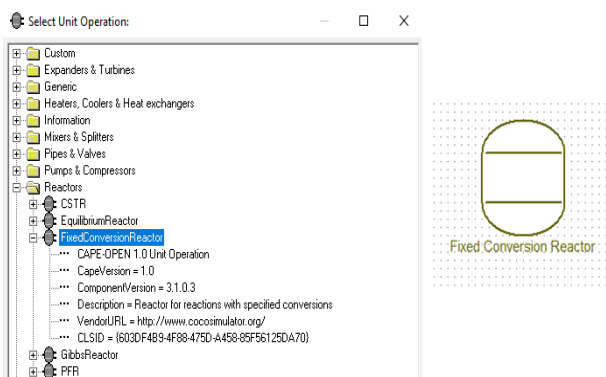 Select Unit Operation:
Custom
Expanders & Turbines
Generic
Heaters, Coolers & Heat exchangers
Information
Mixers & Splitters
Pipes & Valves
Pumps & Compressors
Reactors
CSTR
EquilibriumReactor
FixedConversionReactor
CAPE-OPEN 1.0 Unit Operation
CapeVersion = 1.0
ComponentVersion = 3.1.0.3
Description = Reactor for reactions with specified conversions
VendorURL = http://www.cocosimulator.org/
CLSID = {603DF4B9-4F88-475D-A458-85F56125DA70}
GibbsReactor
PFR
Fixed Conversion Reactor